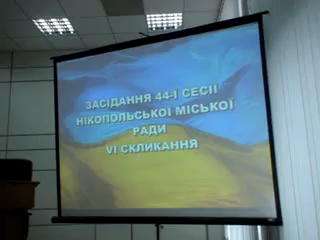 ЗАСІДАННЯ 44-Ї СЕСІЇ
НІКОПОЛЬСЬКОЇ МІСЬКОЇ
РАДИ
VI СКЛИКАННЯ